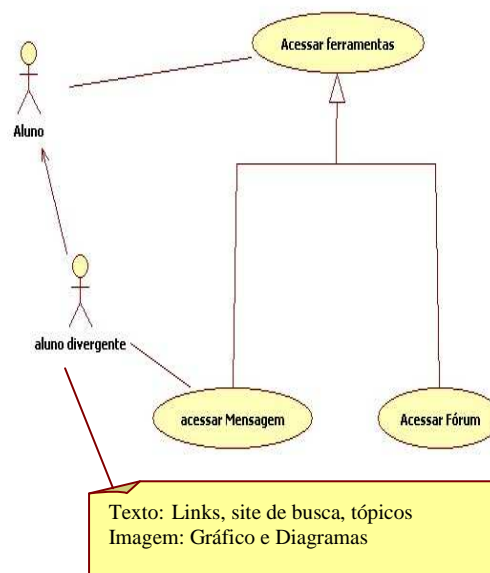 Acessar ferramentas
Aluno
aluno divergente
acessar Mensagem
Acessar Fórum
Texto: Links, site de busca, tópicos
Imagem: Gráfico e Diagramas